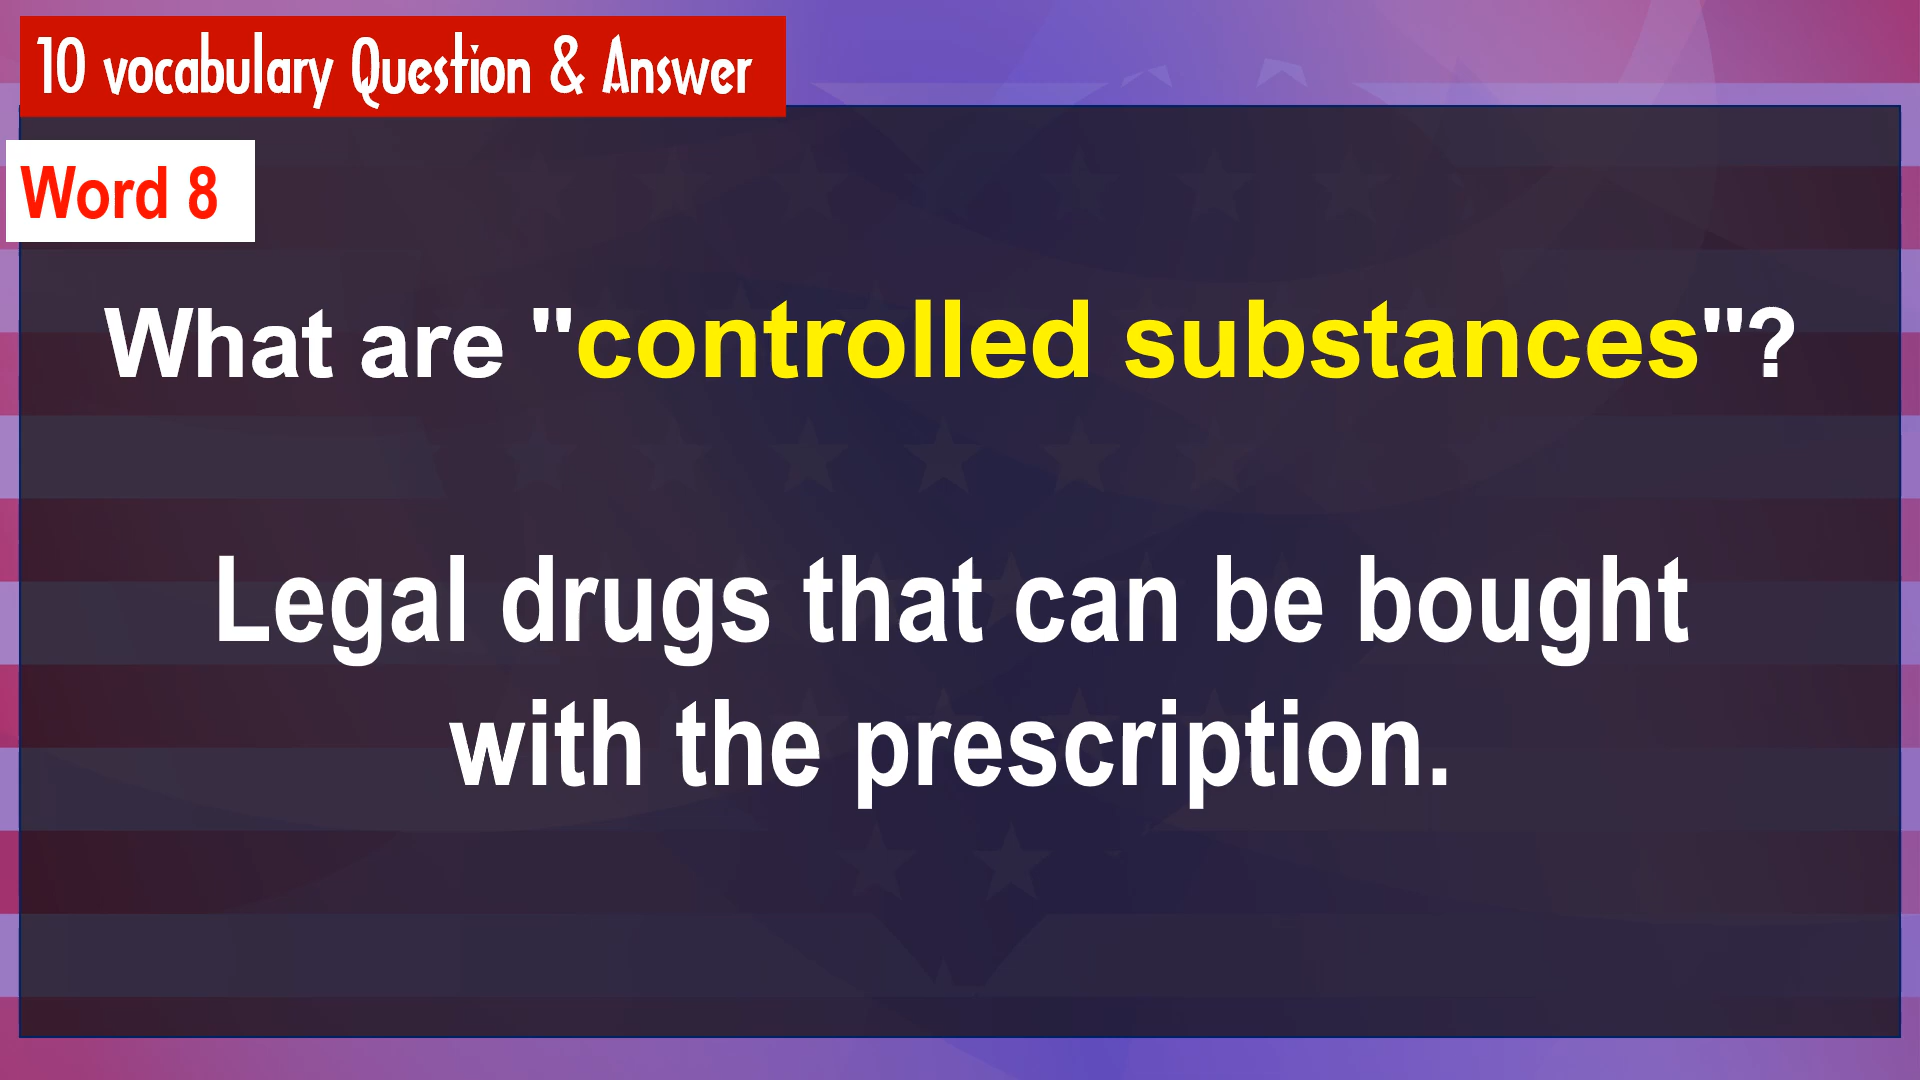 10 vocabulary Question & Answer
Word 8
What are "controlled substances"?
Legal drugs that can be bought
with the prescription.